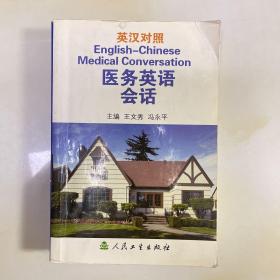 英汉对照
English-Chinese
Medical Conversation
医务英语
会话
主编 王文秀 冯永平
人民卫生出版社